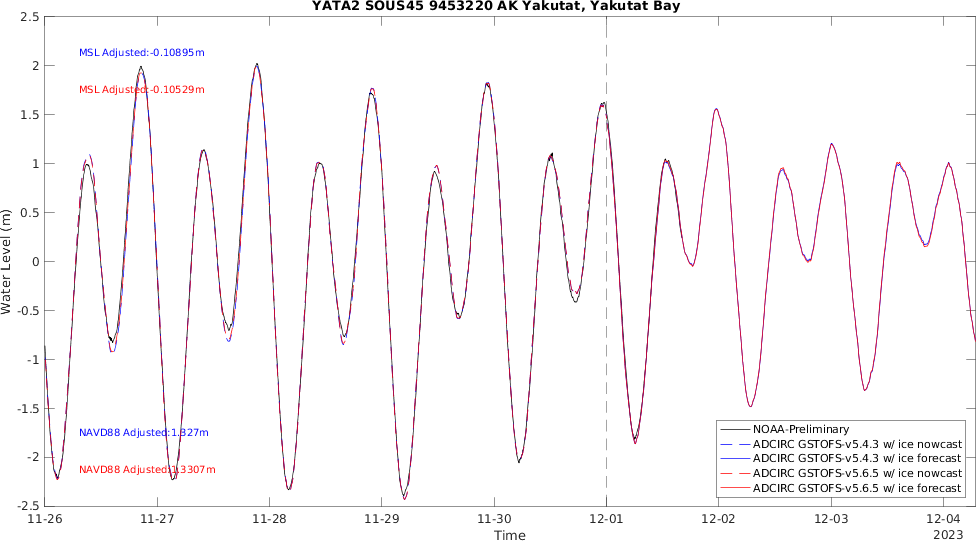 YATA2 SOUS45 9453220 AK Yakutat, Yakutat Bay
2.5
2
1.5
1
0.5
0
-0.5
-1
-1.5
-2
-2.5
Water Level (m)
MSL Adjusted:-0.10895m
MSL Adjusted:-0.10529m
NAVD88 Adjusted:1.327m
NAVD88 Adjusted:1.3307m
NOAA-Preliminary
ADCIRC GSTOFS-v5.4.3 w/ ice nowcast
ADCIRC GSTOFS-v5.4.3 w/ ice forecast
ADCIRC GSTOFS-v5.6.5 w/ ice nowcast
ADCIRC GSTOFS-v5.6.5 w/ ice forecast
11-26 11-27 11-28 11-29 11-30 12-01 12-02 12-03 12-04
Time
2023